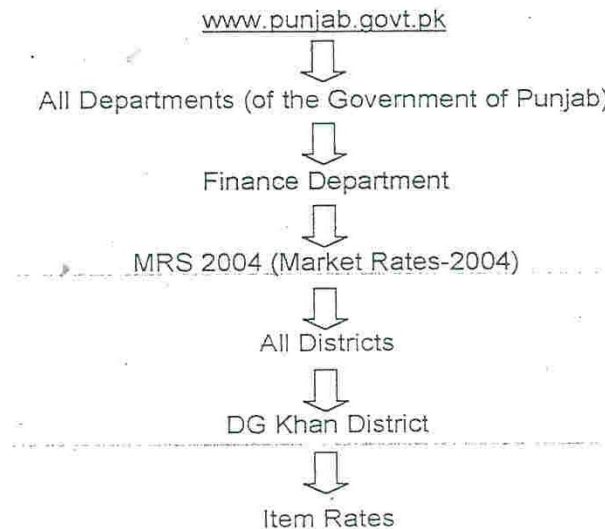 www.punjab.govt.pk
All Departments (of the Government of Punjab)
Finance Department
MRS 2004 (Market Rates-2004)
All Districts
DG Khan District
Item Rates